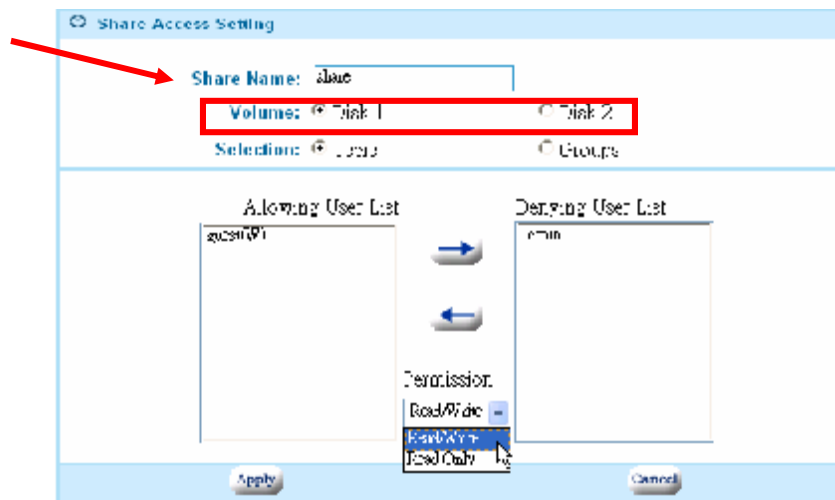 Share Access Setting
Share Name: share
Volume: Disk 1 Disk 2
Selection: Users Groups
Allowing User List Denying User List
Permission
Read/Write
Read/Write
Read Only
Apply Cancel